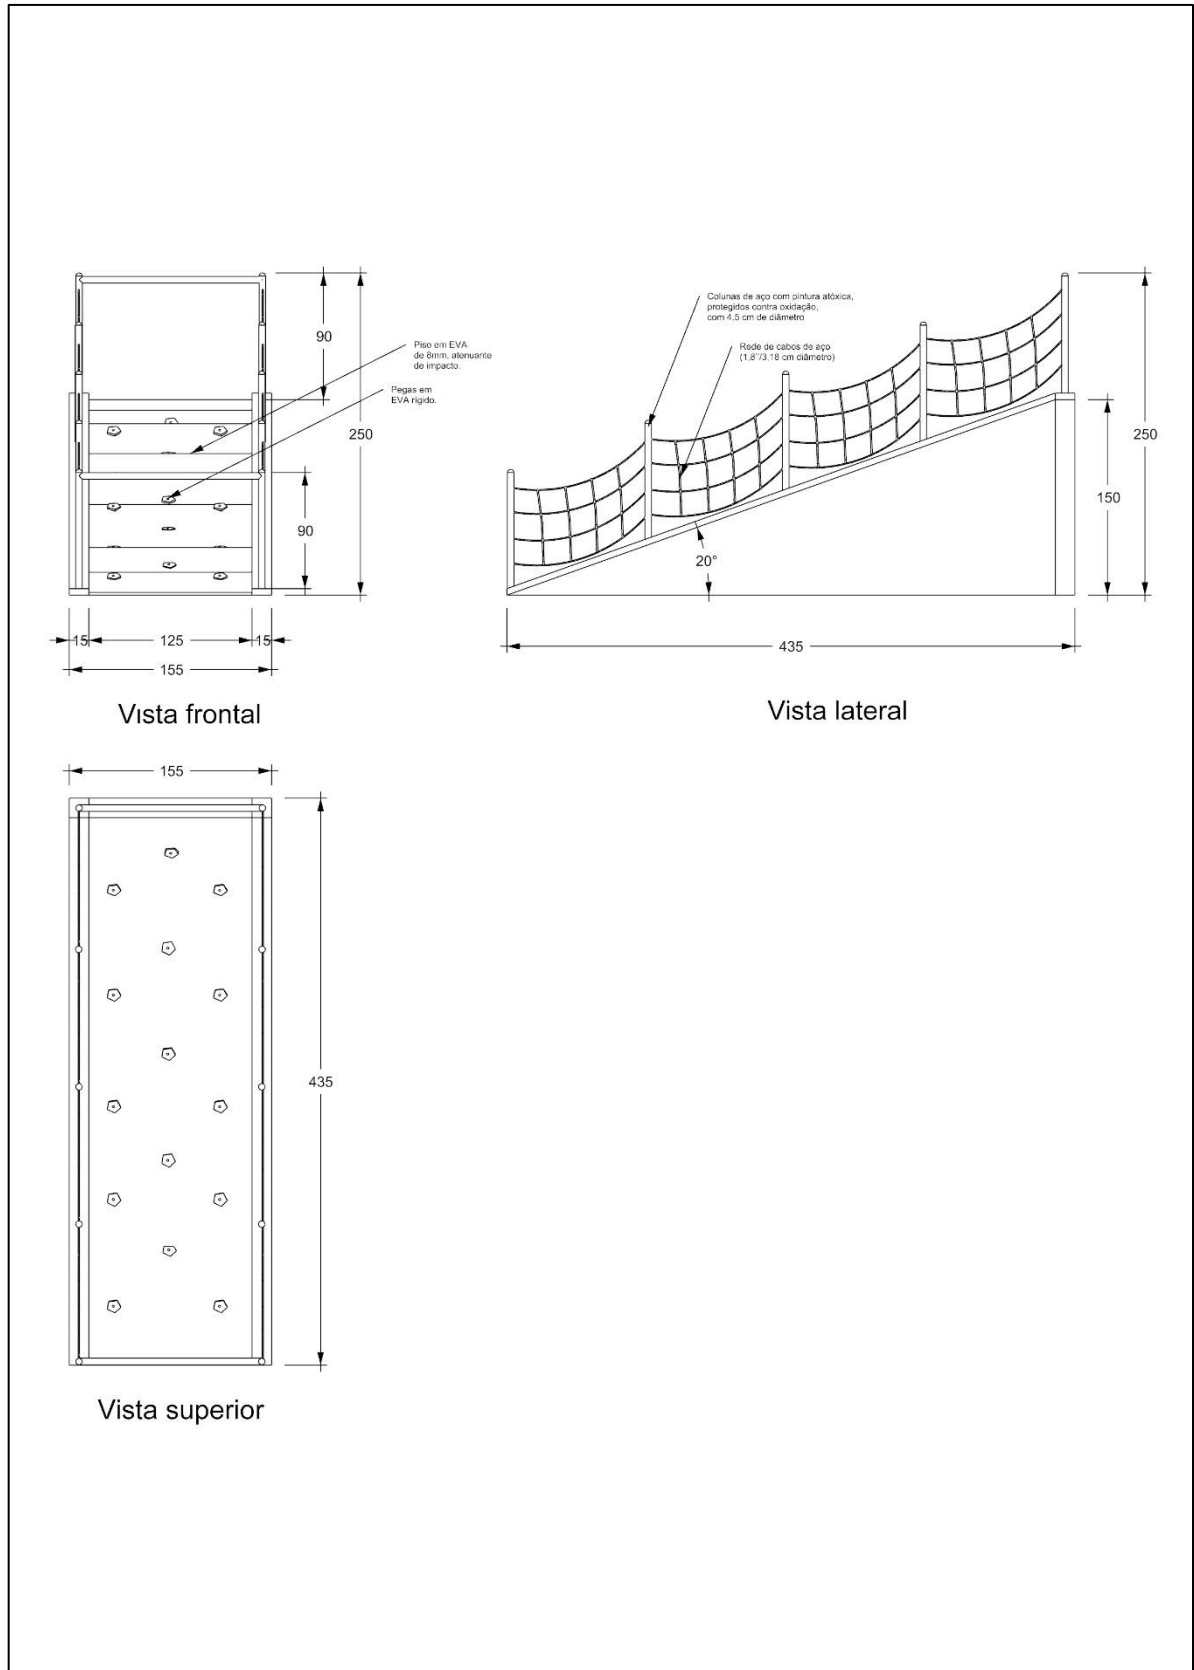 90
Piso em EVA
de 8mm, atenuante
de impacto.
Pegas em
EVA rígido.
250
90
15
125
15
155
Vista frontal
Colunas de aço com pintura atóxica,
protegidos contra oxidação,
com 4,5 cm de diâmetro
Rede de cabos de aço
(1,8"/3,18 cm diâmetro)
250
150
20°
435
Vista lateral
155
435
Vista superior